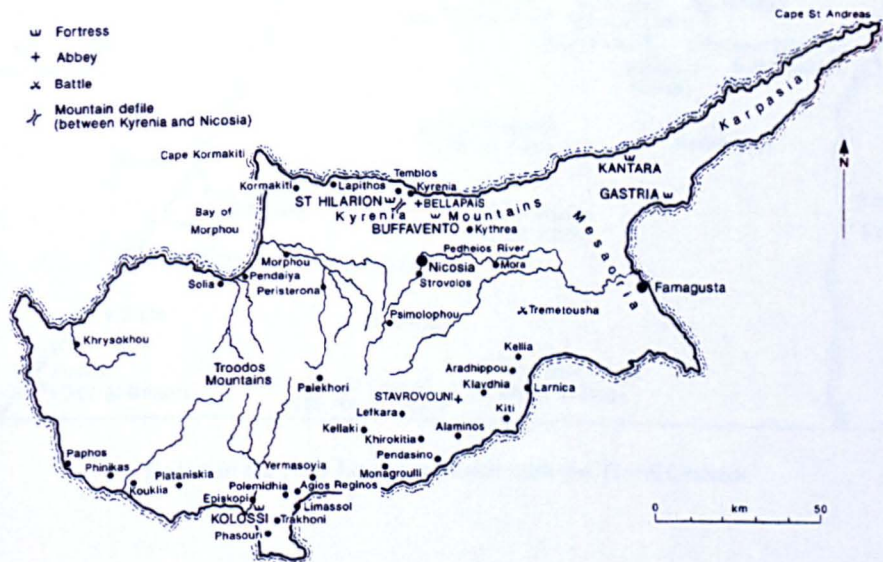 Cape St Andreas
Fortress
Abbey
Battle
Mountain defile
(between Kyrenia and Nicosia)
Karpasia
N
Cape Kormakiti
Temblos
KANTARA
Kormakiti
Lapithos
Kyrenia
GASTRIA
ST HILARION
BELLAPAIS
Bay of
Morphou
Kyrenia Mountains
BUFFAVENTO
Kythrea
Mesaoria
Pedheios River
Morphou
Nicosia
Mora
Pendaiya
Solia
Peristerona
Strovolos
Famagusta
Psimolophou
Tremetousha
Khrysokhou
Kellia
Troodos
Mountains
Aradhippou
Palekhori
Klavdhia
Larnica
STAVROVOUNI
Lefkara
Kiti
Kellaki
Alaminos
Khirokitia
Paphos
Pendasino
Phinikas
Yermasoyia
Monagroulli
Plataniskia
Polemidhia
Agios Reginos
Kouklia
Episkopi
Limassol
KOLOSSI
Trakhoni
Phasouri
0 km 50